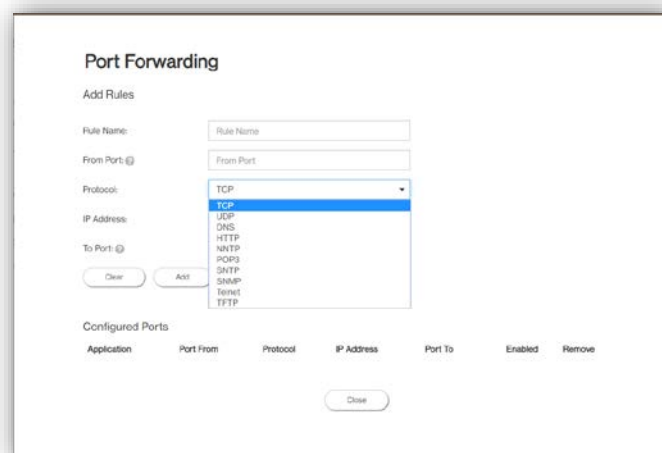 Port Forwarding
Add Rules
Rule Name: Rule Name
From Port: From Port
Protocol: TCP
TCP
UDP
DNS
IP Address:
HTTP
NNTP
To Port:
POP3
SNTP
Clear Add
SNMP
Telnet
TFTP
Configured Ports
Application Port From Protocol IP Address Port To Enabled Remove
Close